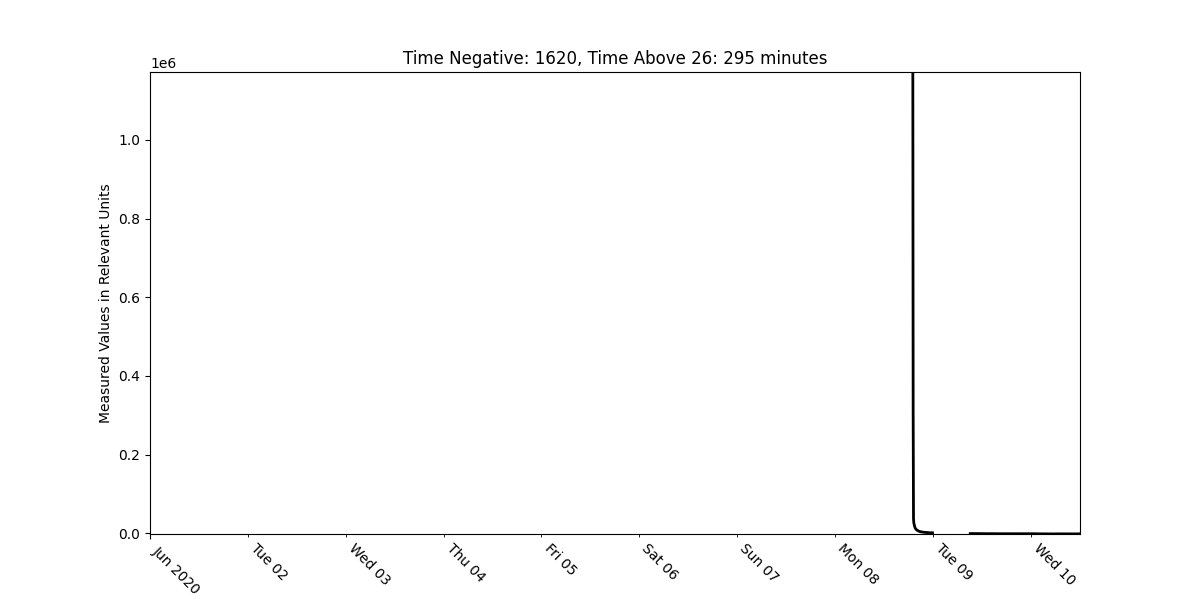 Time Negative: 1620, Time Above 26: 295 minutes
1e6
Measured Values in Relevant Units
1.0
0.8
0.6
0.4
0.2
0.0
Jun 2020
Tue 02
Wed 03
Thu 04
Fri 05
Sat 06
Sun 07
Mon 08
Tue 09
Wed 10